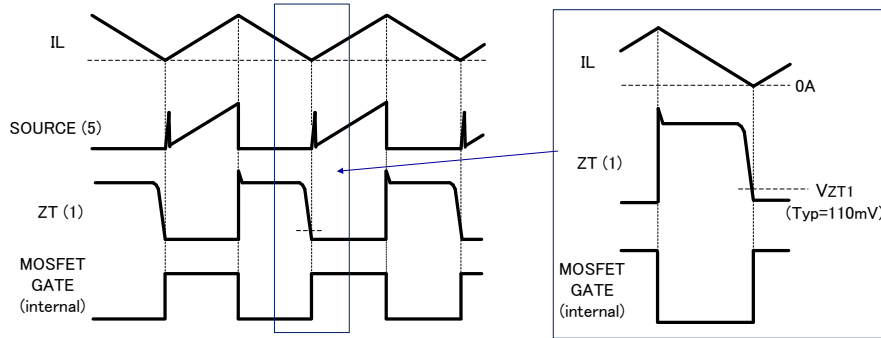 IL
SOURCE (5)
ZT (1)
MOSFET
GATE
(internal)
IL
0A
ZT (1)
VZT1
(Typ=110mV)
MOSFET
GATE
(internal)